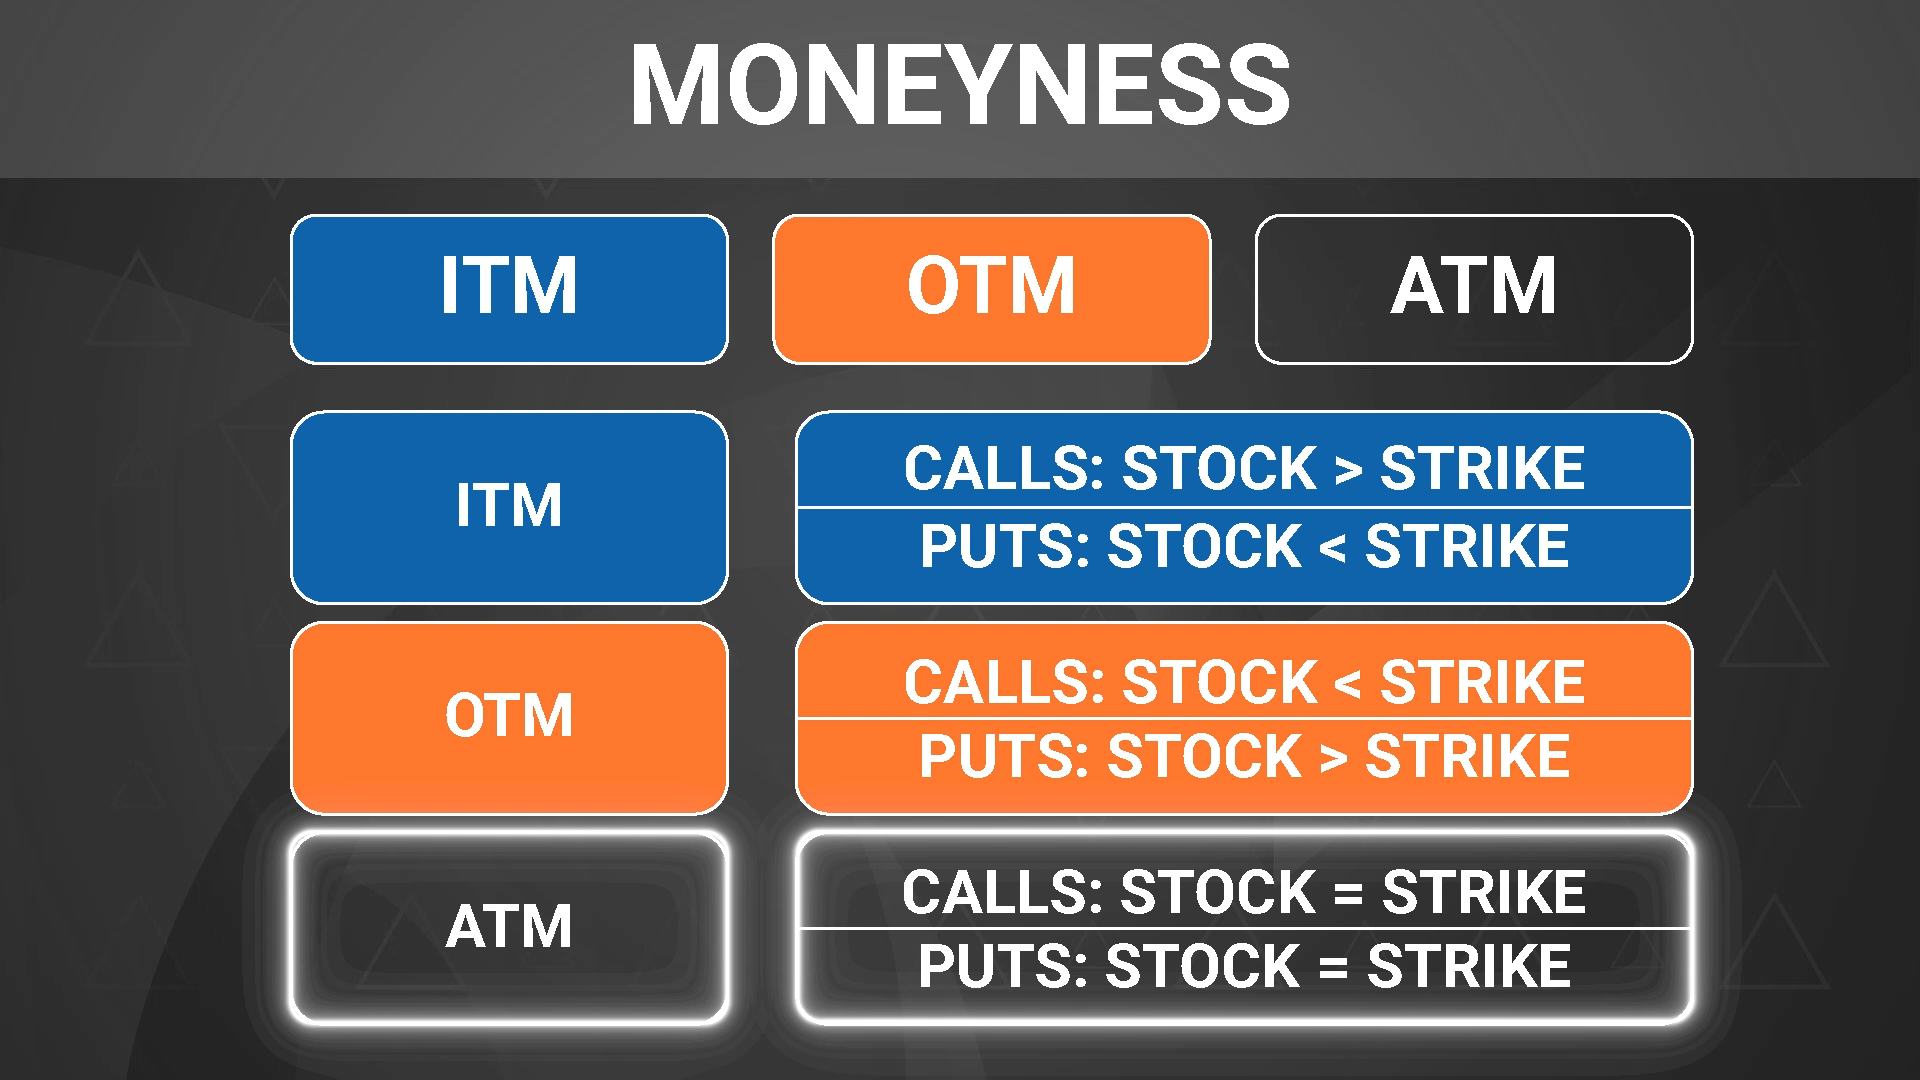 MONEYNESS
ITM
OTM
ATM
ITM
CALLS: STOCK > STRIKE
PUTS: STOCK < STRIKE
OTM
CALLS: STOCK < STRIKE
PUTS: STOCK > STRIKE
ATM
CALLS: STOCK = STRIKE
PUTS: STOCK = STRIKE